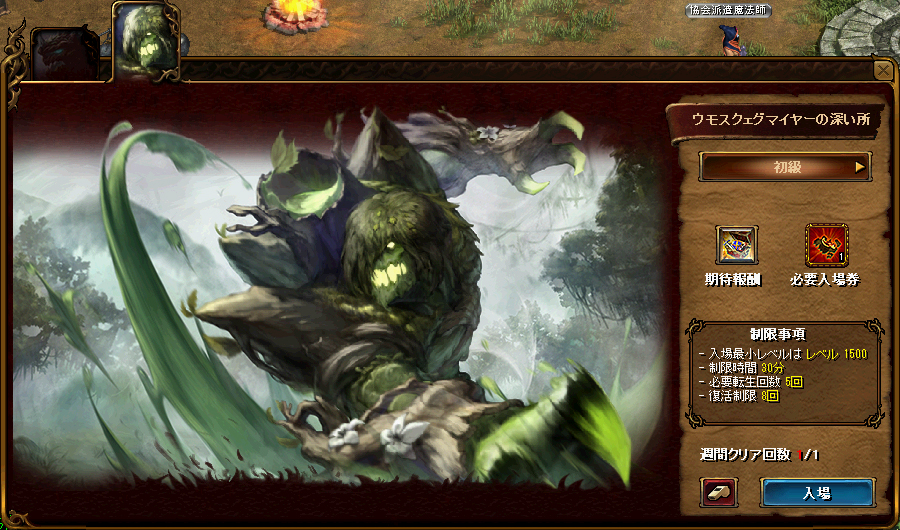 協会派遣魔法師
ウモスクェグマイヤーの深い所
初級
期待報酬
1
必要入場券
制限事項
- 入場最小レベルは レベル 1500
- 制限時間 30分
- 必要転生回数 5回
- 復活制限 8回
週間クリア回数 1/1
入場